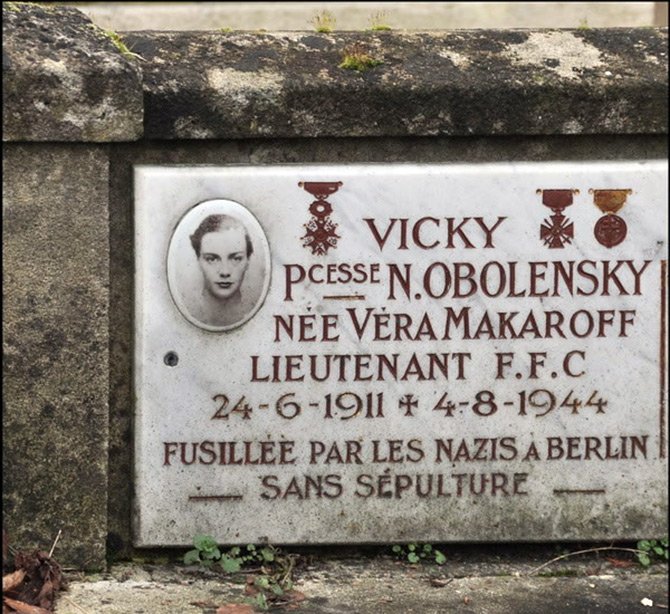 VICKY
PCESSE N. OBOLENSKY
NÉE VÉRA MAKAROFF
LIEUTENANT F.F.C
24-6-1911 ✝ 4-8-1944
FUSILLÉE PAR LES NAZIS À BERLIN
SANS SÉPULTURE